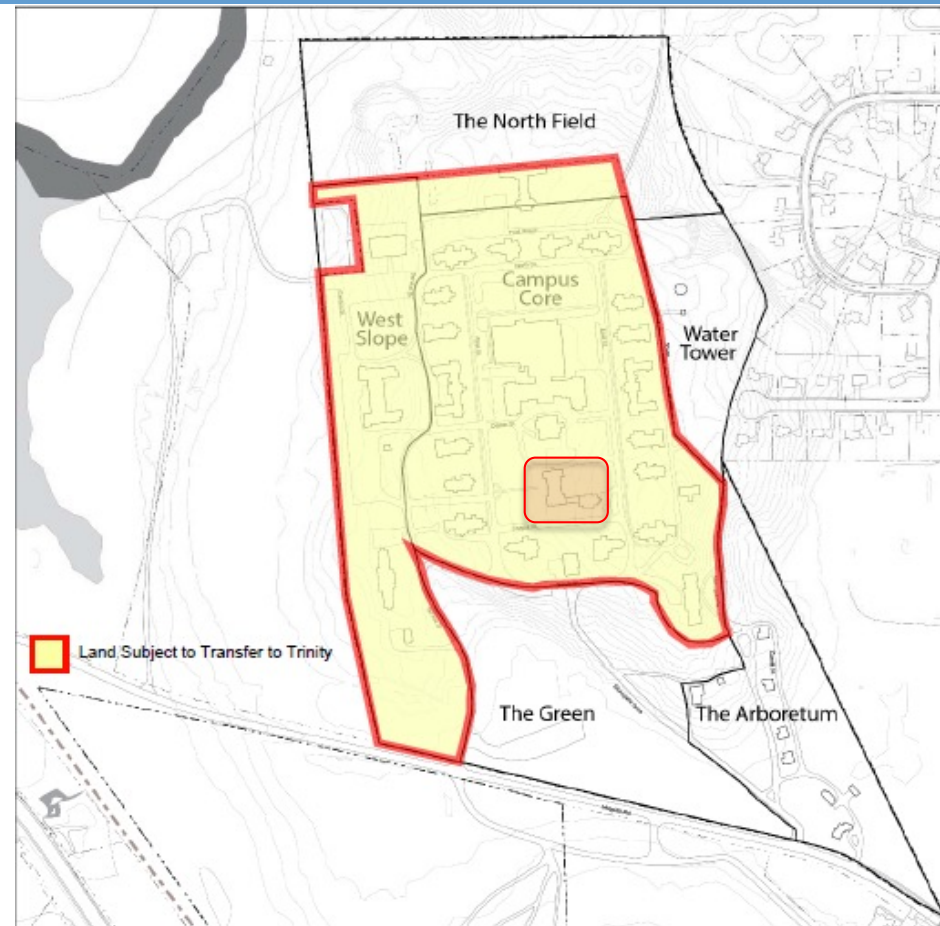 The North Field
Campus
Core
West
Slope
Water
Tower
Land Subject to Transfer to Trinity
The Green
The Arboretum